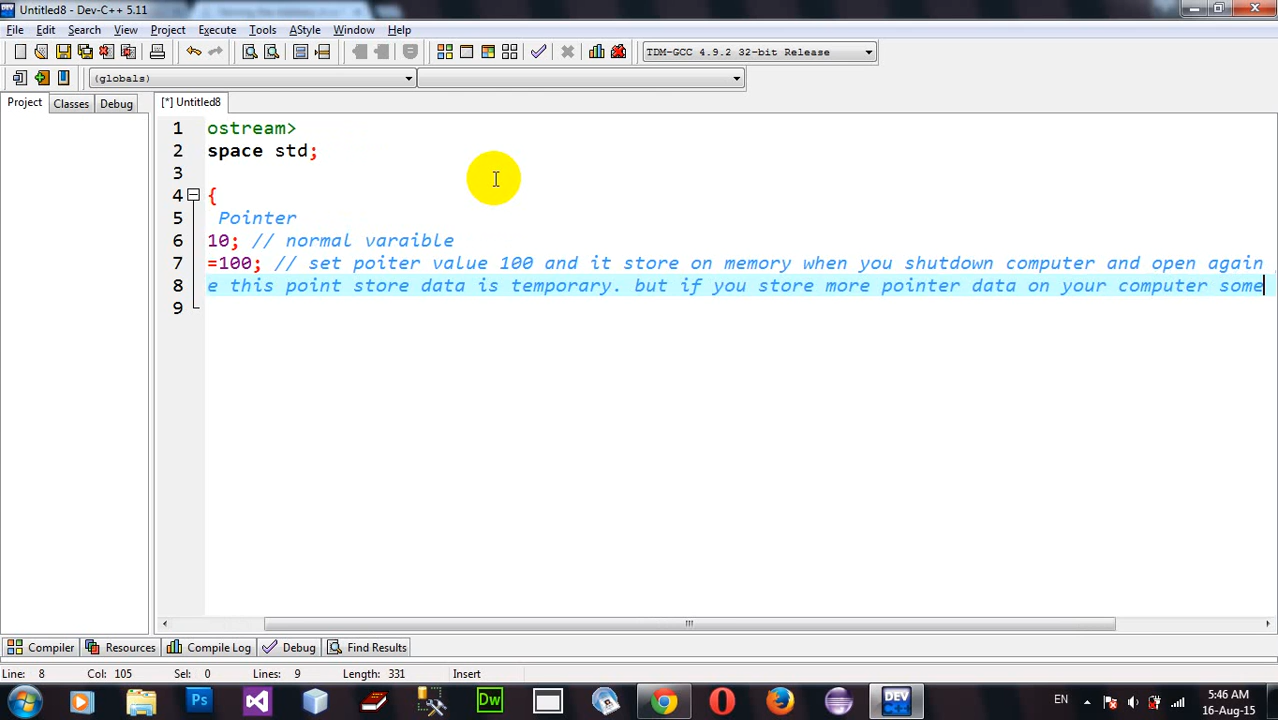 Untitled8 - Dev-C++ 5.11
File Edit Search View Project Execute Tools AStyle Window Help
TDM-GCC 4.9.2 32-bit Release
(globals)
Project Classes Debug [*] Untitled8
1 ostream>
2 space std;
3
4 {
5 Pointer
6 10; // normal varaible
7 =100; // set poiter value 100 and it store on memory when you shutdown computer and open again
8 e this point store data is temporary. but if you store more pointer data on your computer some
9
Compiler Resources Compile Log Debug Find Results
Line: 8 Col: 105 Sel: 0 Lines: 9 Length: 331 Insert
Ps Dw DEV C++ EN 5:46 AM
16-Aug-15